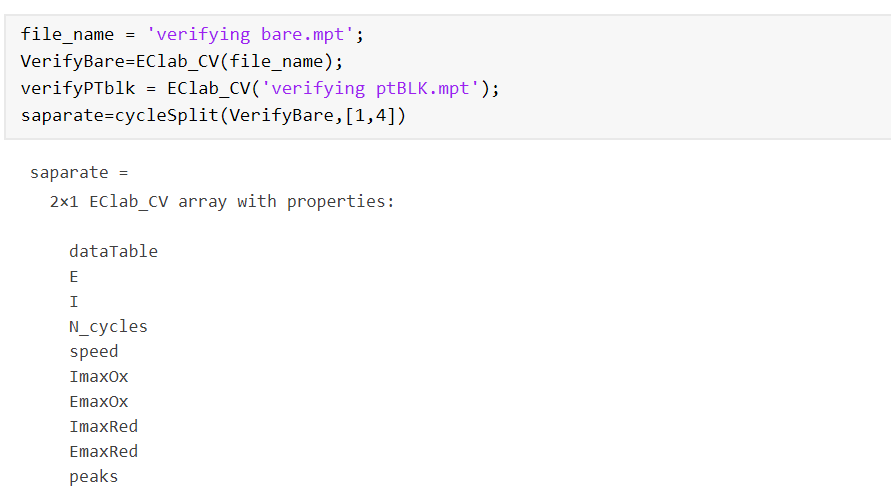 file_name = 'verifying bare.mpt';
VerifyBare=EClab_CV(file_name);
verifyPTblk = EClab_CV('verifying ptBLK.mpt');
saparate=cycleSplit(VerifyBare,[1,4])
saparate =
2×1 EClab_CV array with properties:
dataTable
E
I
N_cycles
speed
ImaxOx
EmaxOx
ImaxRed
EmaxRed
peaks